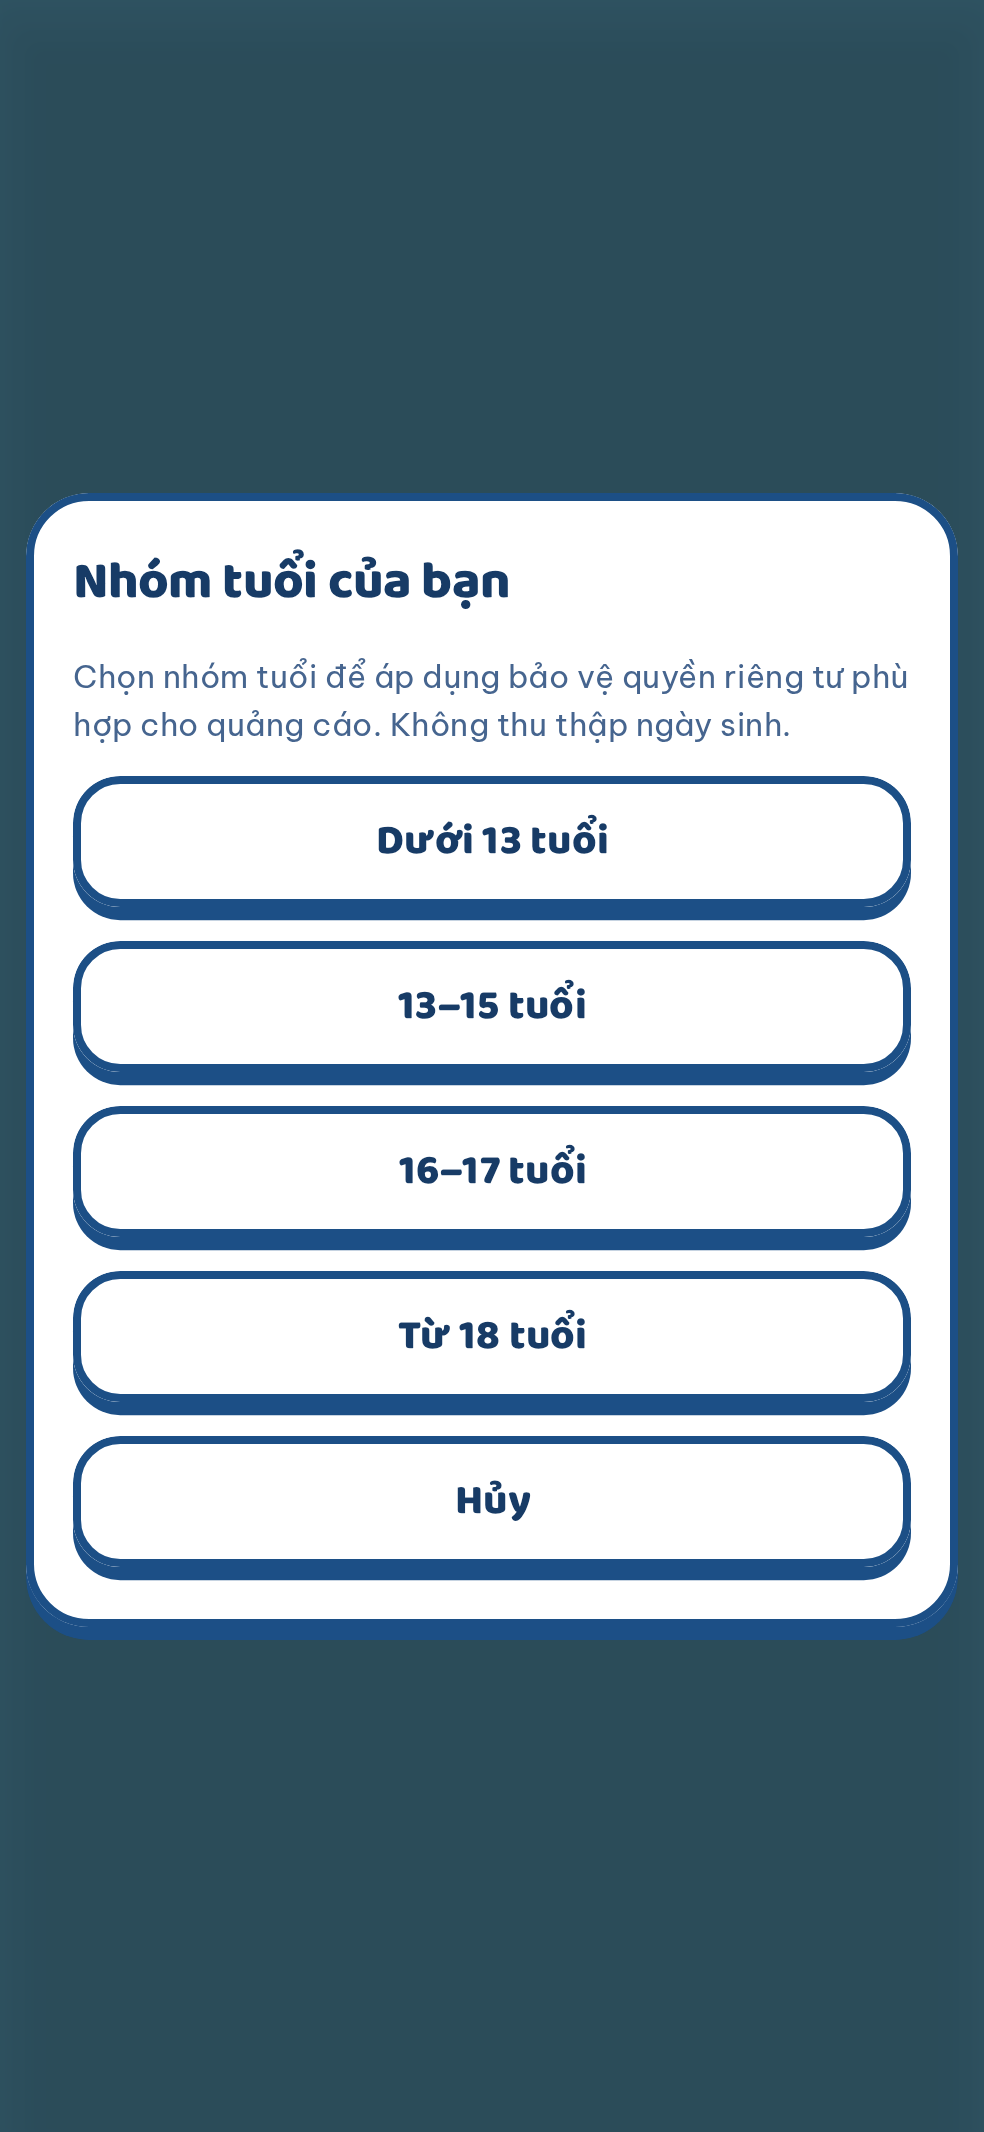 Nhóm tuổi của bạn
Chọn nhóm tuổi để áp dụng bảo vệ quyền riêng tư phù
hợp cho quảng cáo. Không thu thập ngày sinh.
Dưới 13 tuổi
13–15 tuổi
16–17 tuổi
Từ 18 tuổi
Hủy